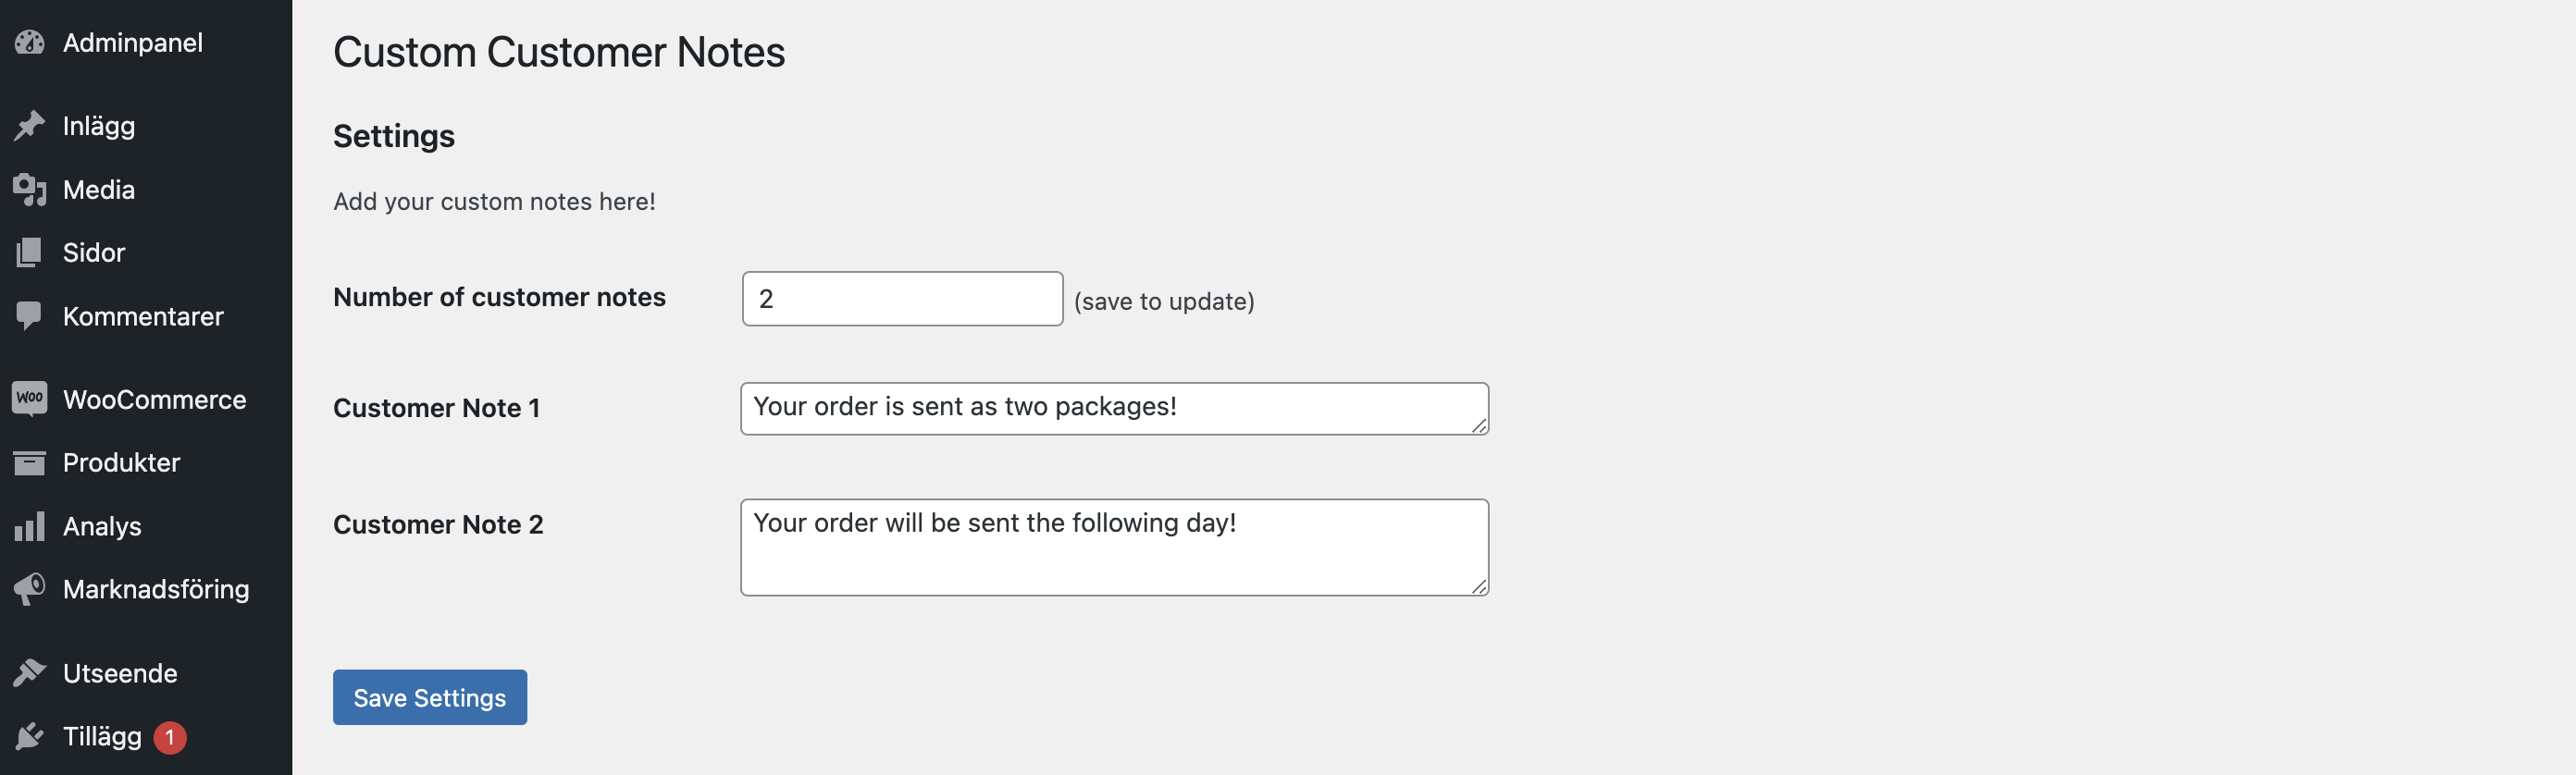 Adminpanel
Inlägg
Media
Sidor
Kommentarer
Woo WooCommerce
Produkter
Analys
Marknadsföring
Utseende
Tillägg 1
Custom Customer Notes
Settings
Add your custom notes here!
Number of customer notes 2 (save to update)
Customer Note 1 Your order is sent as two packages!
Customer Note 2 Your order will be sent the following day!
Save Settings